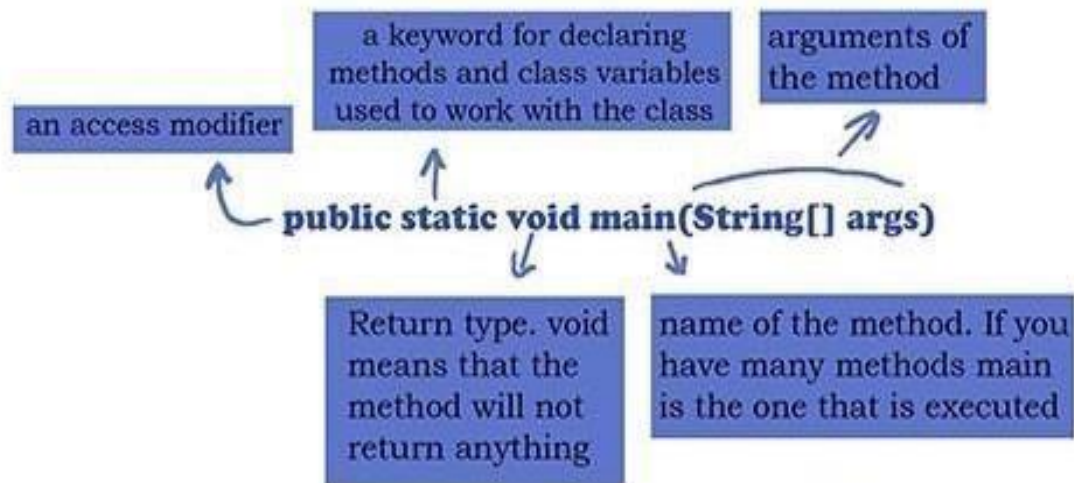 a keyword for declaring
methods and class variables
used to work with the class
arguments of
the method
an access modifier
public static void main(String[] args)
Return type. void
means that the
method will not
return anything
name of the method. If you
have many methods main
is the one that is executed